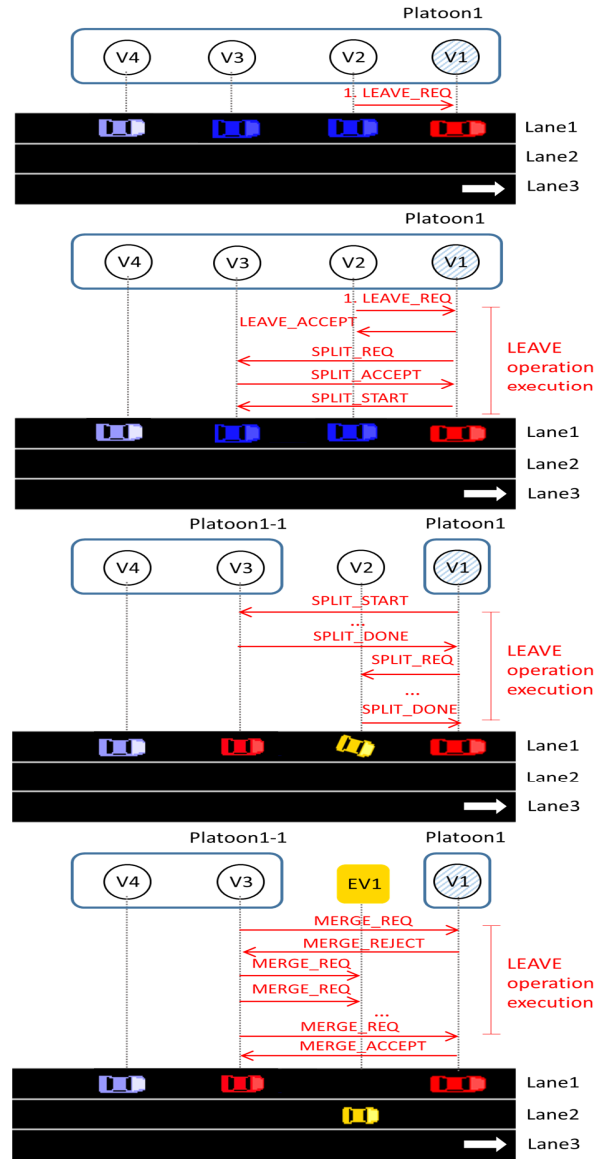 Platoon1
V4 V3 V2 V1
1. LEAVE_REQ
Lane1
Lane2
Lane3
Platoon1
V4 V3 V2 V1
1. LEAVE_REQ
LEAVE_ACCEPT
SPLIT_REQ
SPLIT_ACCEPT
SPLIT_START
LEAVE
operation
execution
Lane1
Lane2
Lane3
Platoon1-1 Platoon1
V4 V3 V2 V1
SPLIT_START
...
SPLIT_DONE
SPLIT_REQ
...
SPLIT_DONE
LEAVE
operation
execution
Lane1
Lane2
Lane3
Platoon1-1 Platoon1
V4 V3 EV1 V1
MERGE_REQ
MERGE_REJECT
MERGE_REQ
MERGE_REQ
...
MERGE_REQ
MERGE_ACCEPT
LEAVE
operation
execution
Lane1
Lane2
Lane3